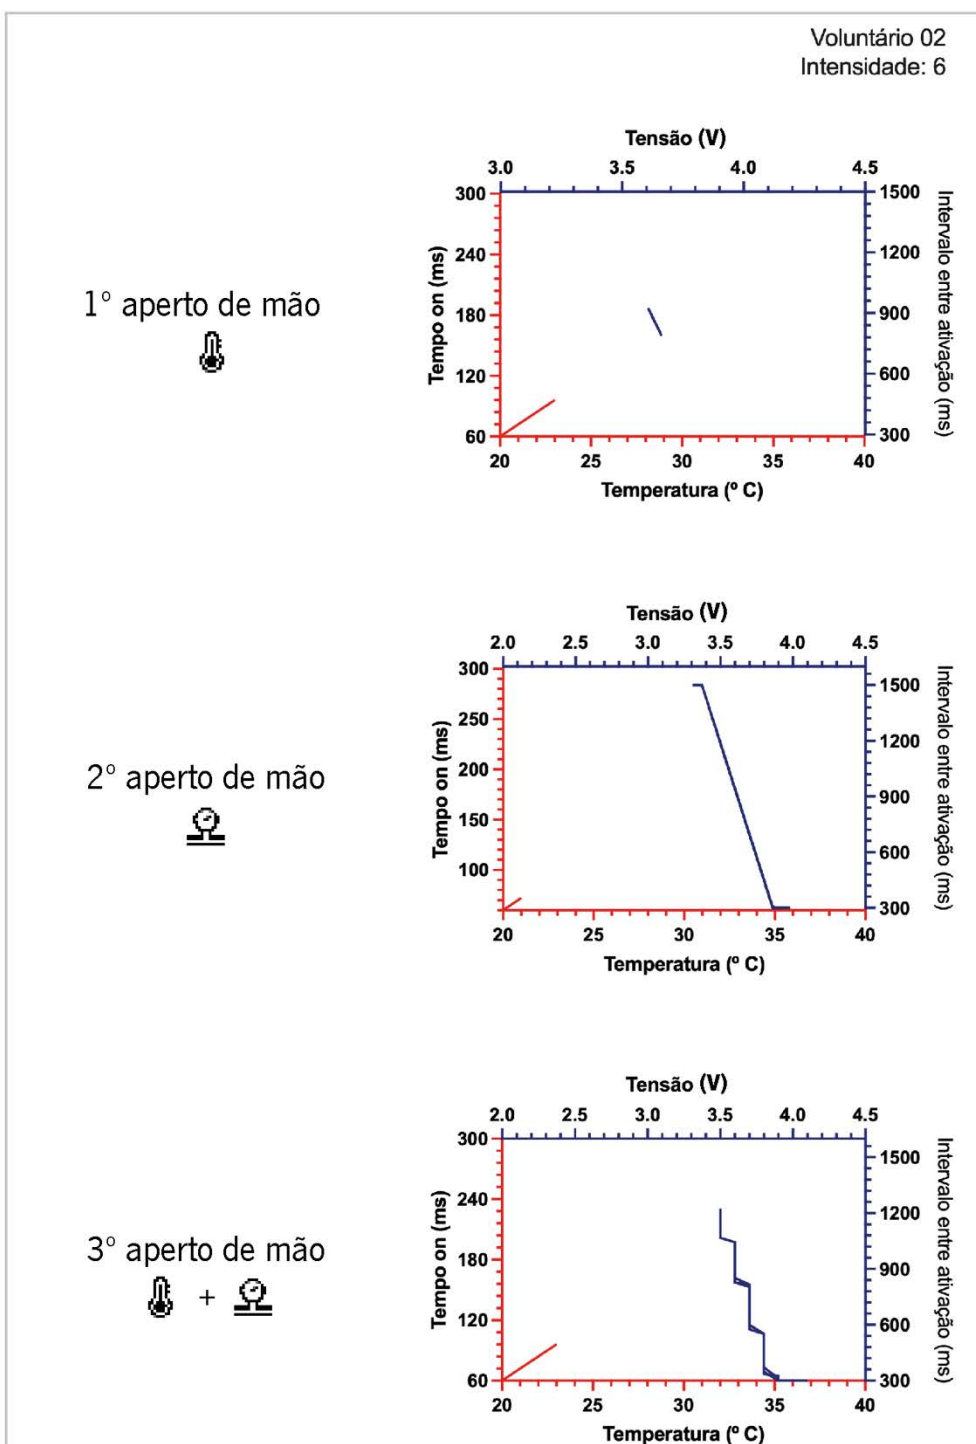 Voluntário 02
Intensidade: 6
1º aperto de mão
Tensão (V)
3.0 3.5 4.0 4.5
Tempo on (ms)
300
240
180
120
60
1500
1200
900
600
300
Intervalo entre ativação (ms)
20 25 30 35 40
Temperatura (º C)
2º aperto de mão
Tensão (V)
2.0 2.5 3.0 3.5 4.0 4.5
Tempo on (ms)
300
250
200
150
100
1500
1200
900
600
300
Intervalo entre ativação (ms)
20 25 30 35 40
Temperatura (º C)
3º aperto de mão
+
Tensão (V)
2.0 2.5 3.0 3.5 4.0 4.5
Tempo on (ms)
300
240
180
120
60
1500
1200
900
600
300
Intervalo entre ativação (ms)
20 25 30 35 40
Temperatura (º C)